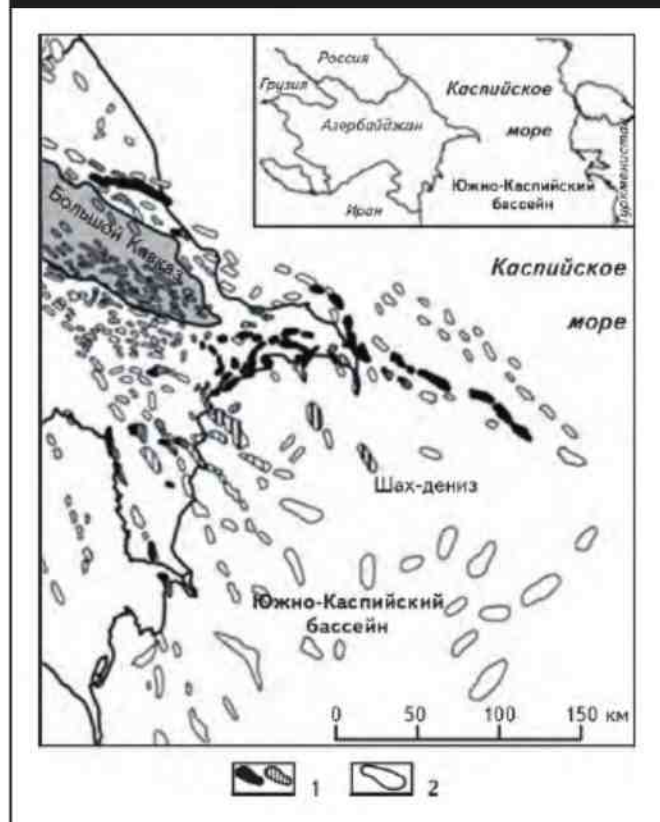 Россия
Грузия
Каспийское
Азербайджан
море
Туркменистан
Южно-Каспийский
бассейн
Иран
Большой Кавказ
Каспийское
море
Шах-дениз
Южно-Каспийский
бассейн
0 50 100 150 км
1 2